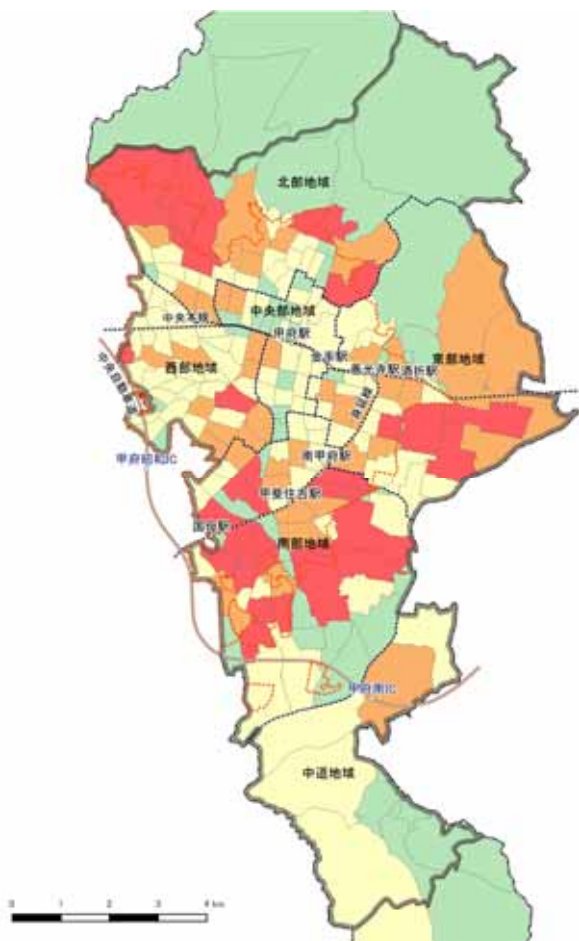 北部地域
中央部地域
中央本線
甲府駅
金手駅
西部地域
善光寺駅
酒折駅
東部地域
中央自動車道
身延線
甲府昭和IC
南甲府駅
甲斐住吉駅
国母駅
南部地域
甲府南IC
中道地域
0 1 2 3 4 km